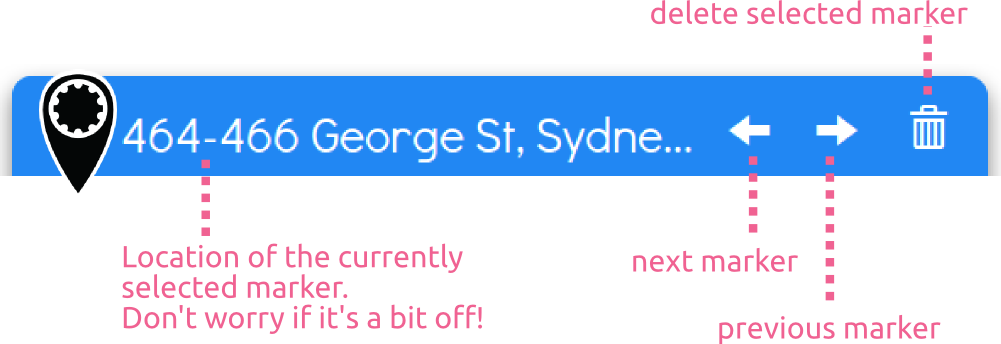 delete selected marker
464-466 George St, Sydne...
Location of the currently
selected marker.
Don't worry if it's a bit off!
next marker
previous marker